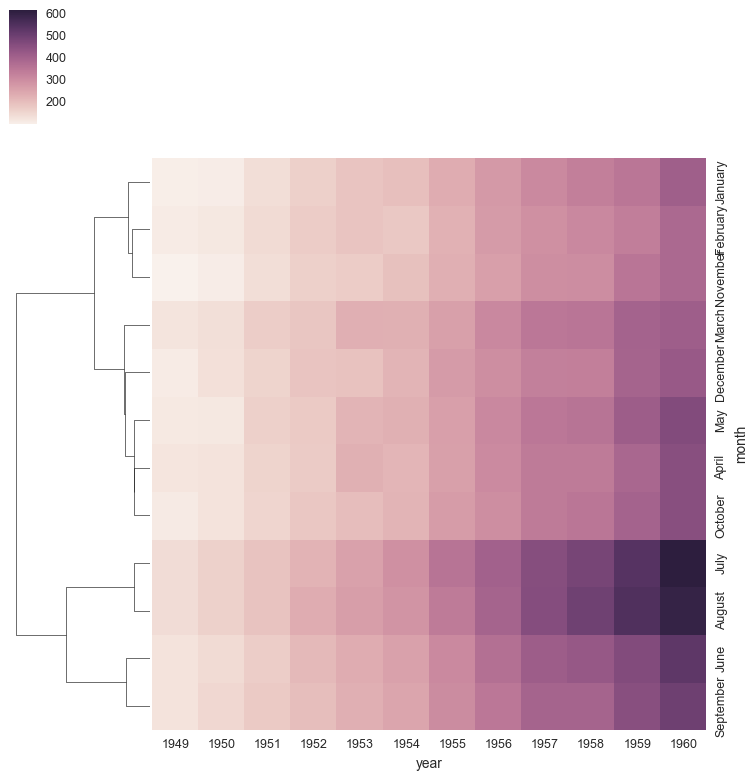 600
500
400
300
200
January
February
November
March
December
May
April
October
July
August
June
September
month
1949 1950 1951 1952 1953 1954 1955 1956 1957 1958 1959 1960
year